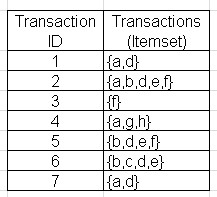 Transaction ID Transactions (Itemset)
1 {a,d}
2 {a,b,d,e,f}
3 {f}
4 {a,g,h}
5 {b,d,e,f}
6 {b,c,d,e}
7 {a,d}